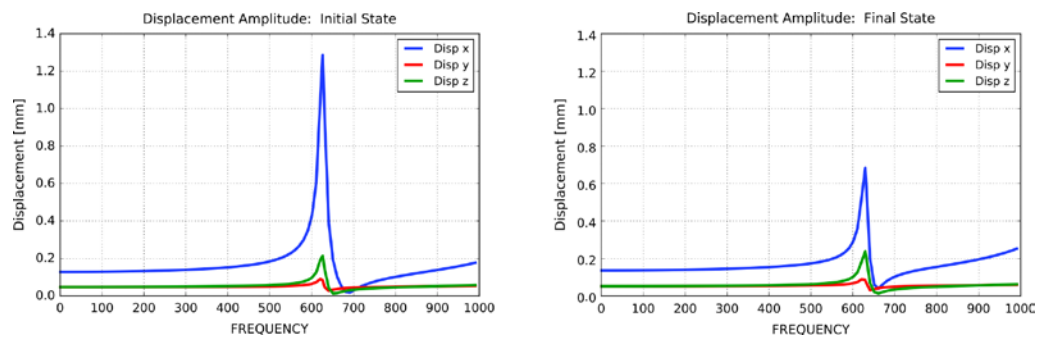 Displacement Amplitude: Initial State
Displacement [mm]
1.4
1.2
1.0
0.8
0.6
0.4
0.2
0.0
Disp x
Disp y
Disp z
0 100 200 300 400 500 600 700 800 900 1000
FREQUENCY
Displacement Amplitude: Final State
Displacement [mm]
1.4
1.2
1.0
0.8
0.6
0.4
0.2
0.0
Disp x
Disp y
Disp z
0 100 200 300 400 500 600 700 800 900 1000
FREQUENCY